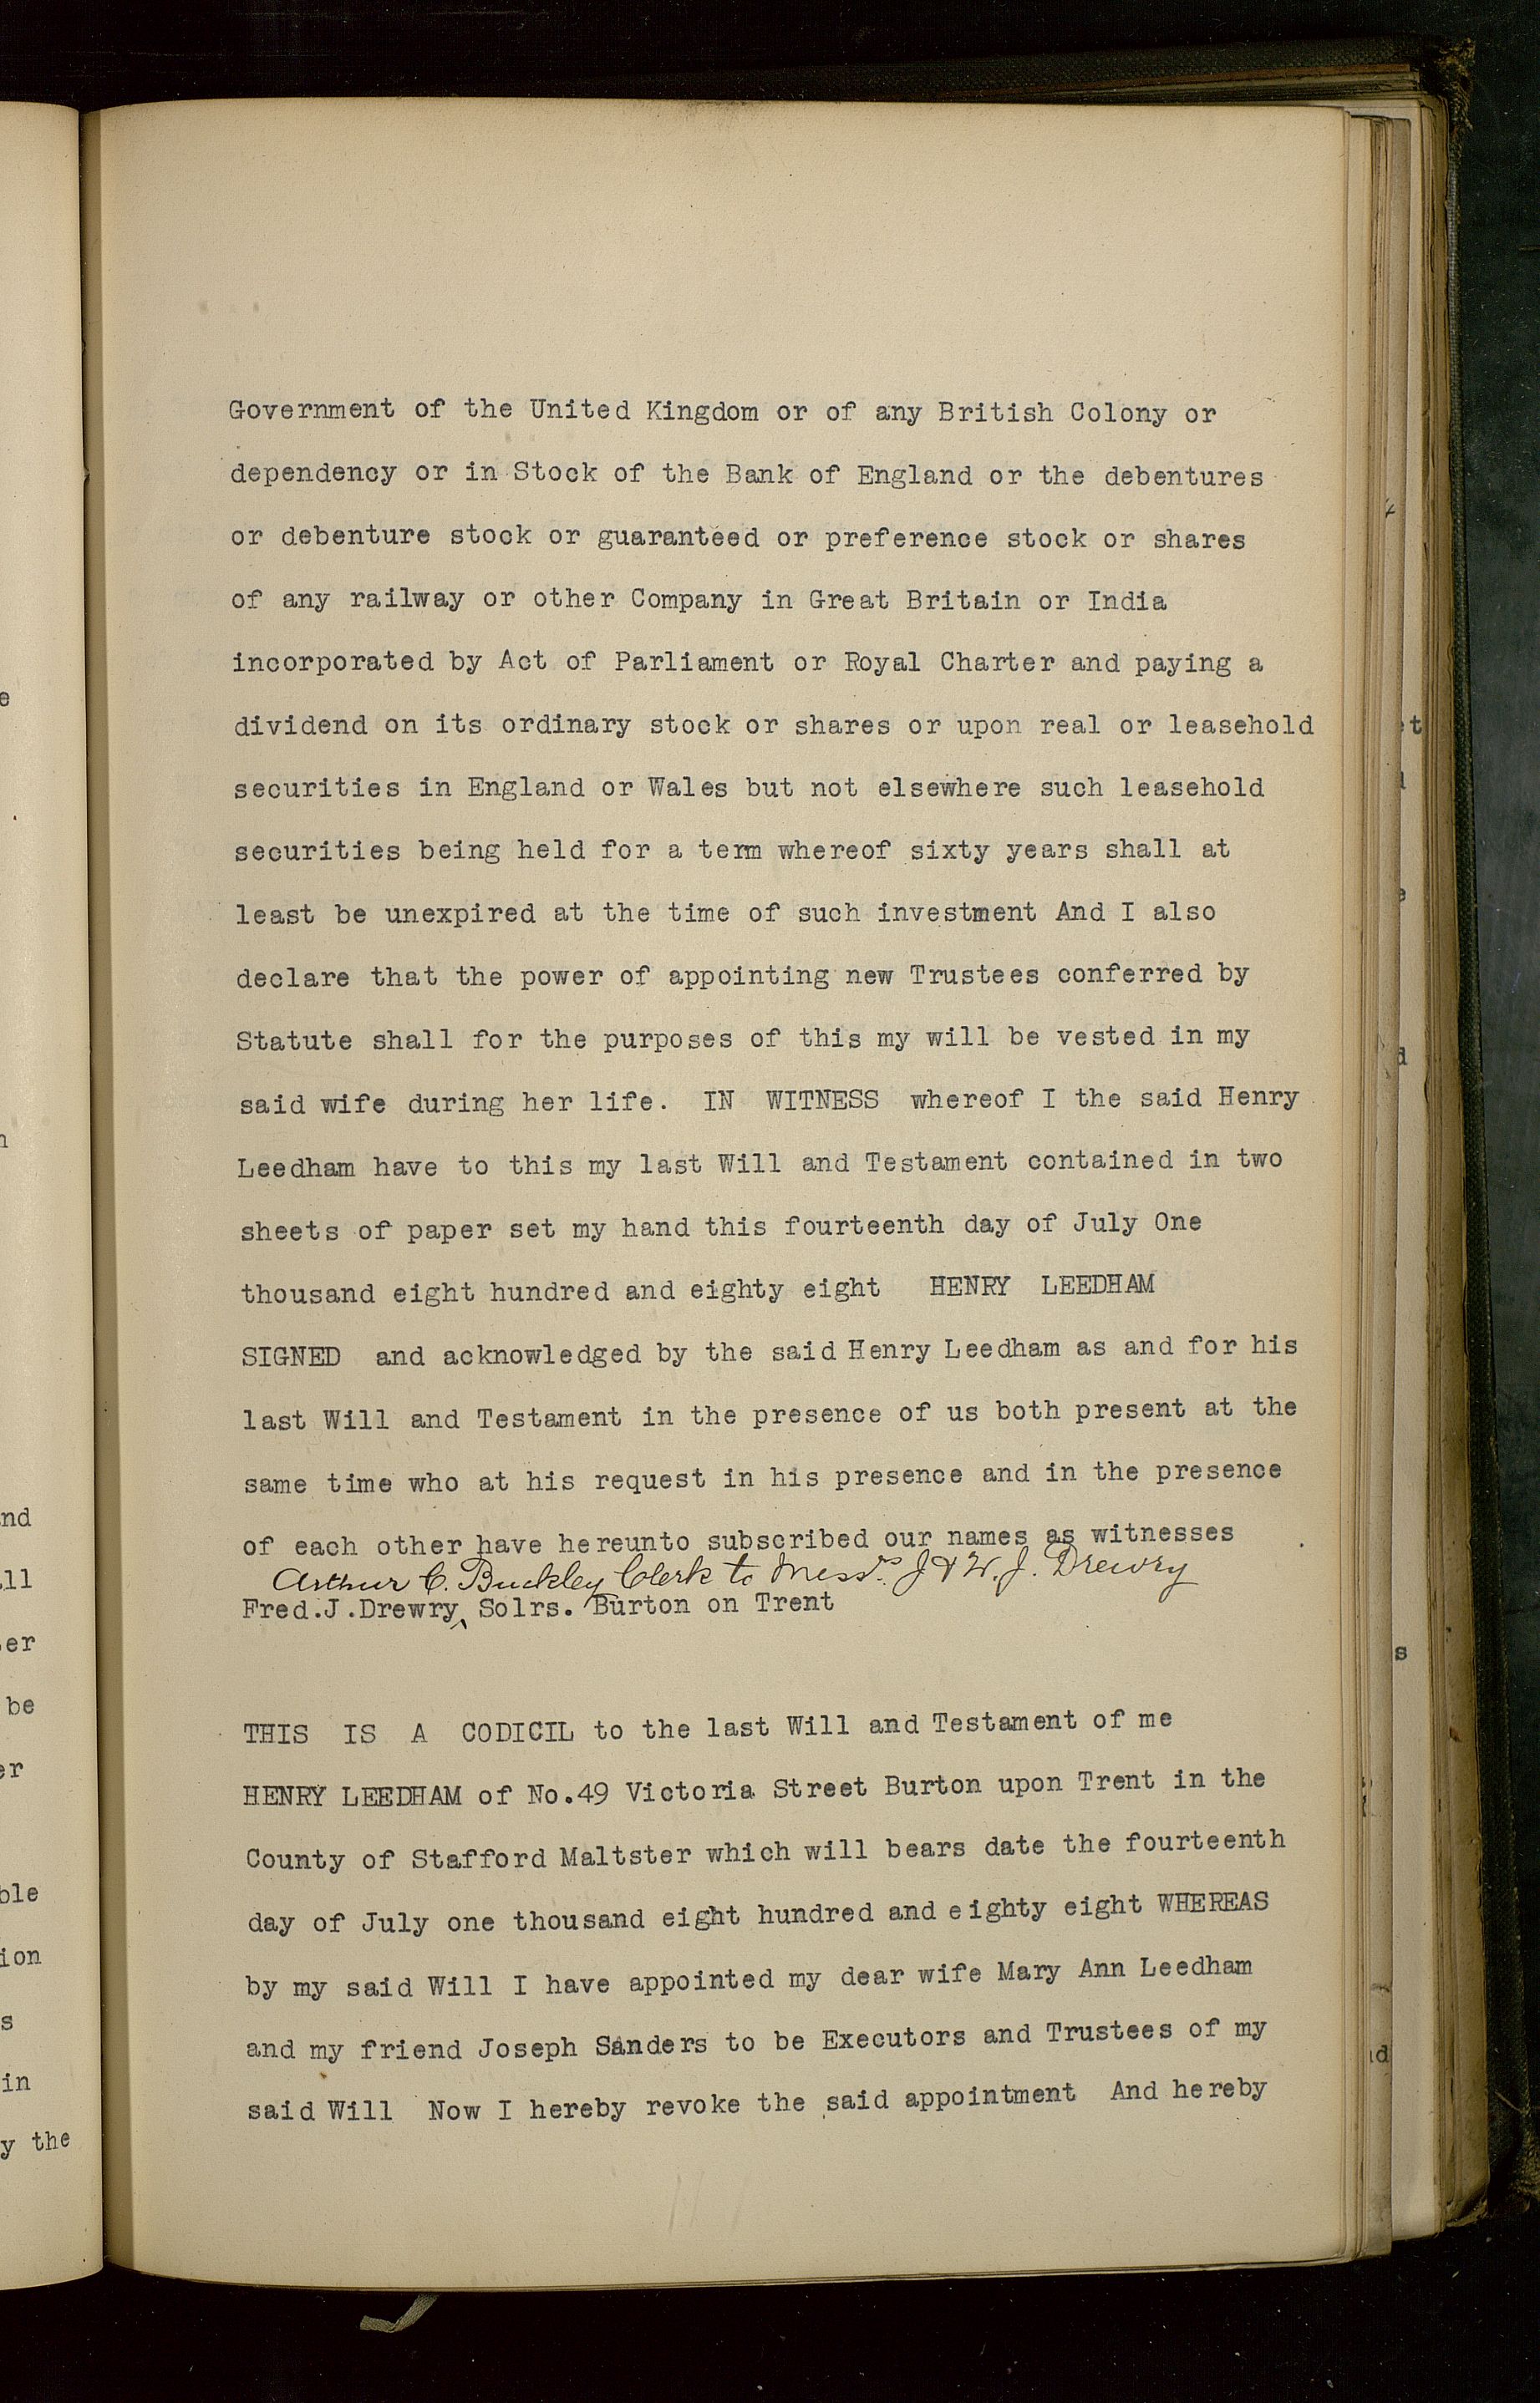 Government of the United Kingdom or of any British Colony or
dependency or in Stock of the Bank of England or the debentures
or debenture stock or guaranteed or preference stock or shares
of any railway or other Company in Great Britain or India
incorporated by Act of Parliament or Royal Charter and paying a
dividend on its ordinary stock or shares or upon real or leasehold
securities in England or Wales but not elsewhere such leasehold
securities being held for a term whereof sixty years shall at
least be unexpired at the time of such investment And I also
declare that the power of appointing new Trustees conferred by
Statute shall for the purposes of this my will be vested in my
said wife during her life. IN WITNESS whereof I the said Henry
Leedham have to this my last Will and Testament contained in two
sheets of paper set my hand this fourteenth day of July One
thousand eight hundred and eighty eight HENRY LEEDHAM
SIGNED and acknowledged by the said Henry Leedham as and for his
last Will and Testament in the presence of us both present at the
same time who at his request in his presence and in the presence
of each other have hereunto subscribed our names as witnesses
Arthur C. Buckley Clerk to Messrs. J & W. J. Drewry
Fred.J.Drewry‸ Solrs. Burton on Trent
THIS IS A CODICIL to the last Will and Testament of me
HENRY LEEDHAM of No.49 Victoria Street Burton upon Trent in the
County of Stafford Maltster which will bears date the fourteenth
day of July one thousand eight hundred and eighty eight WHEREAS
by my said Will I have appointed my dear wife Mary Ann Leedham
and my friend Joseph Sanders to be Executors and Trustees of my
said Will Now I hereby revoke the said appointment And hereby